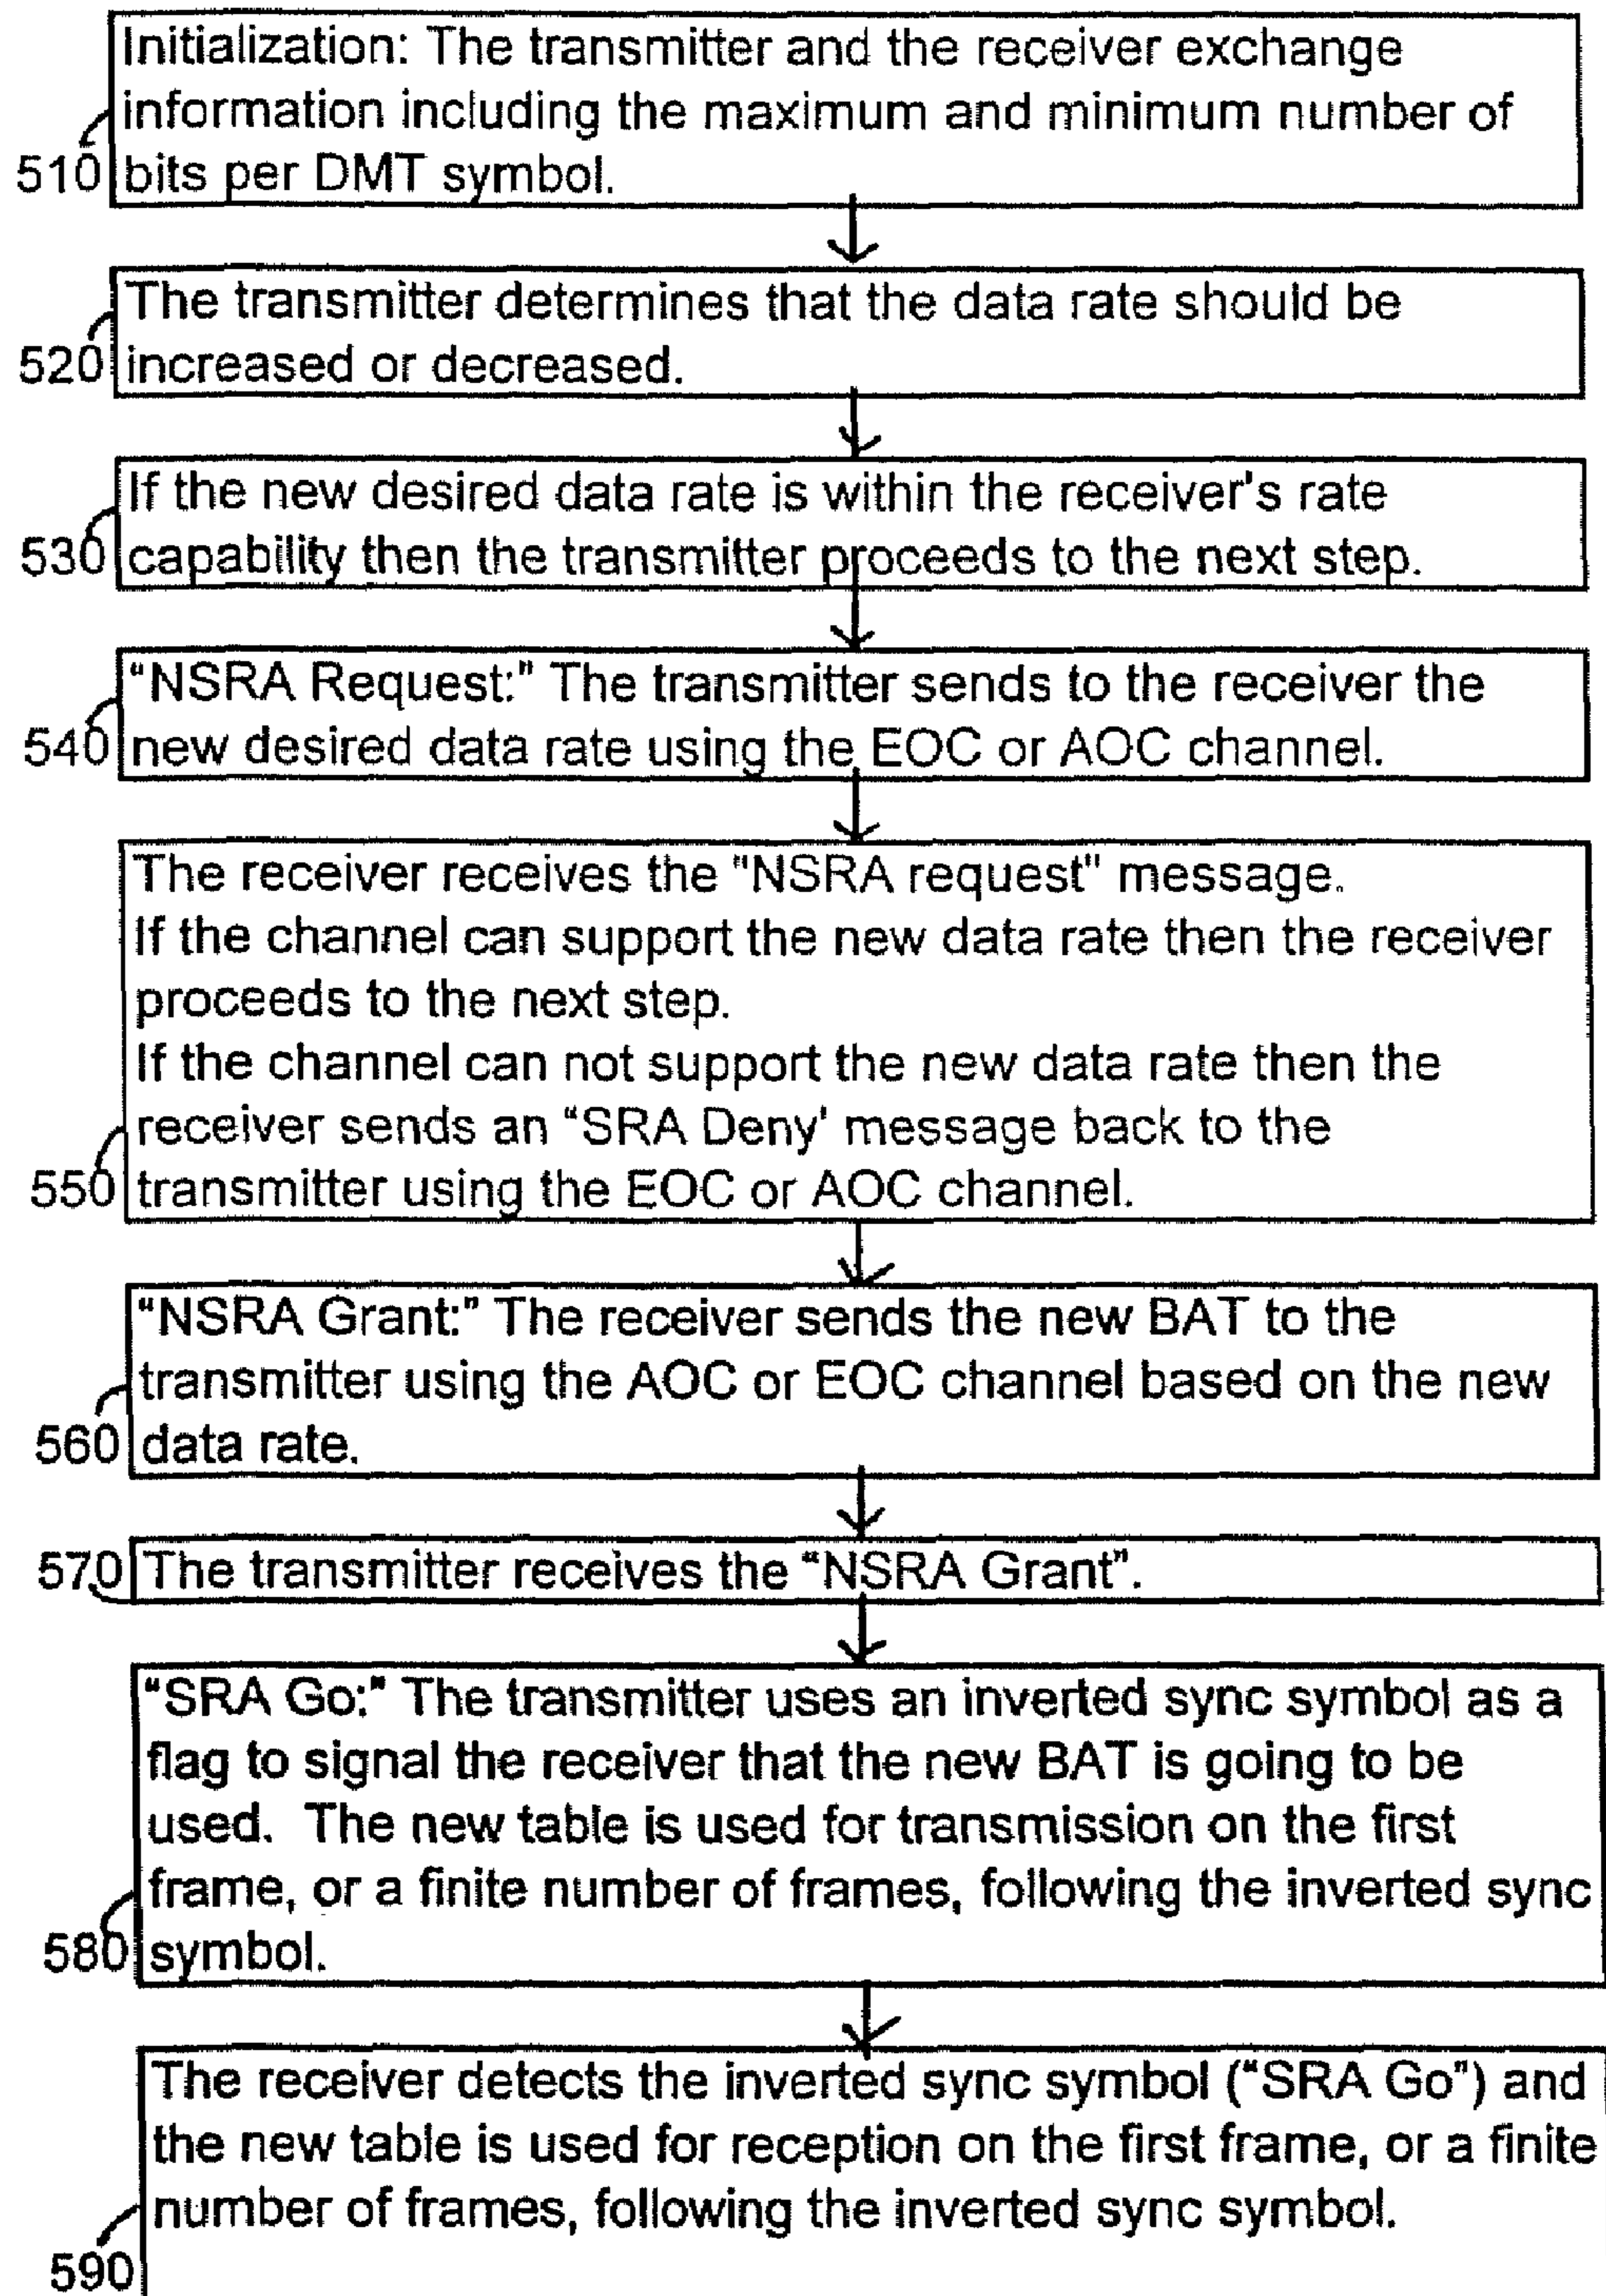 Initialization: The transmitter and the receiver exchange
information including the maximum and minimum number of
510 bits per DMT symbol.
The transmitter determines that the data rate should be
520 increased or decreased.
If the new desired data rate is within the receiver's rate
530 capability then the transmitter proceeds to the next step.
“NSRA Request:” The transmitter sends to the receiver the
540 new desired data rate using the EOC or AOC channel.
The receiver receives the "NSRA request" message.
If the channel can support the new data rate then the receiver
proceeds to the next step.
If the channel can not support the new data rate then the
receiver sends an “SRA Deny' message back to the
550 transmitter using the EOC or AOC channel.
“NSRA Grant:” The receiver sends the new BAT to the
transmitter using the AOC or EOC channel based on the new
560 data rate.
570 The transmitter receives the “NSRA Grant”.
“SRA Go:” The transmitter uses an inverted sync symbol as a
flag to signal the receiver that the new BAT is going to be
used. The new table is used for transmission on the first
frame, or a finite number of frames, following the inverted sync
580 symbol.
The receiver detects the inverted sync symbol (“SRA Go”) and
the new table is used for reception on the first frame, or a finite
number of frames, following the inverted sync symbol.
590